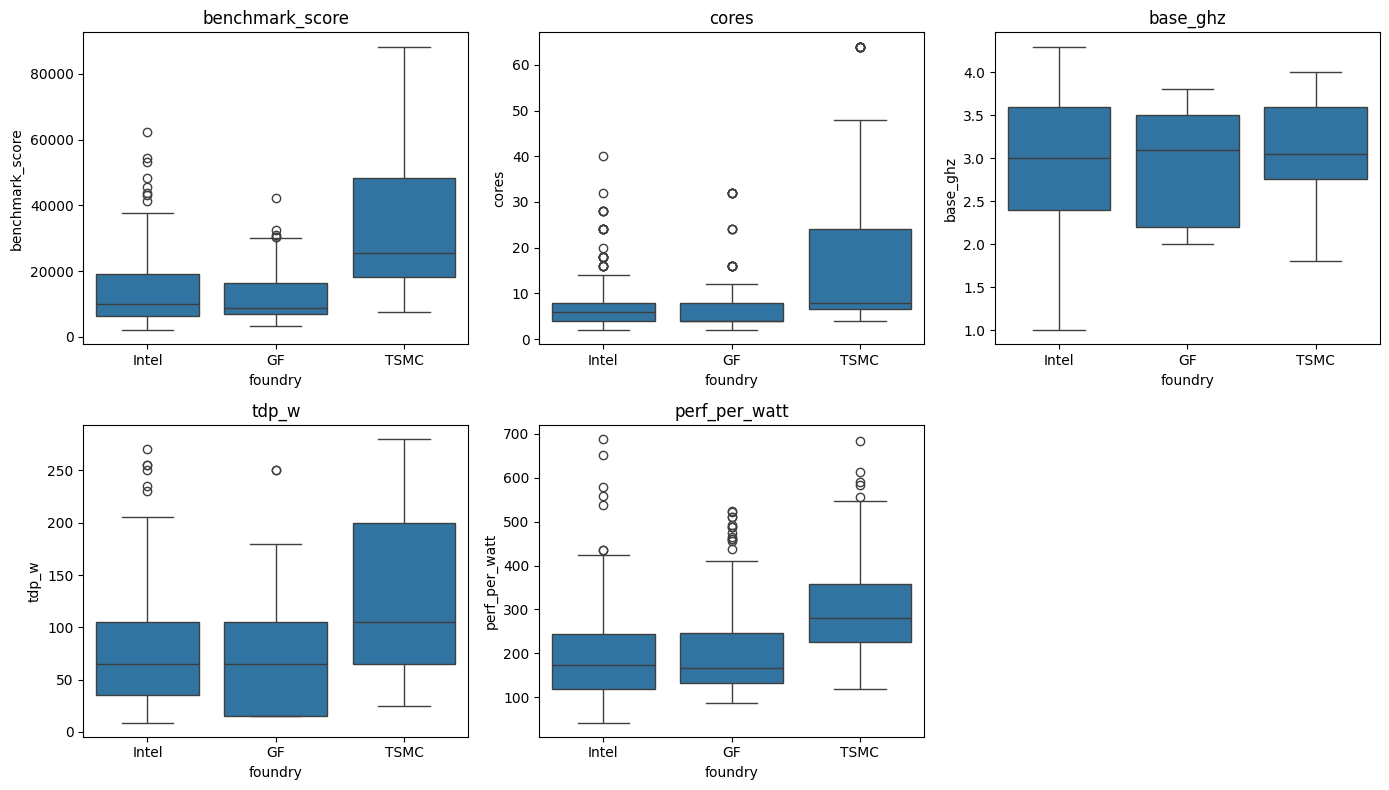 benchmark_score
benchmark_score
80000
60000
40000
20000
0
Intel
GF
TSMC
foundry
cores
cores
60
50
40
30
20
10
0
Intel
GF
TSMC
foundry
base_ghz
base_ghz
4.0
3.5
3.0
2.5
2.0
1.5
1.0
Intel
GF
TSMC
foundry
tdp_w
tdp_w
250
200
150
100
50
0
Intel
GF
TSMC
foundry
perf_per_watt
perf_per_watt
700
600
500
400
300
200
100
Intel
GF
TSMC
foundry